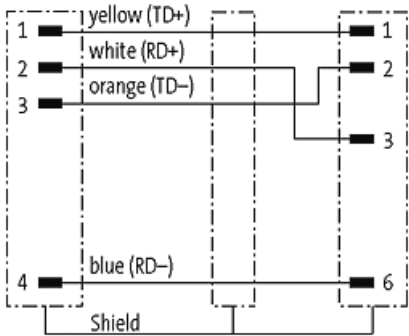 yellow (TD+)
1 1
white (RD+)
2 2
orange (TD–)
3
3
blue (RD–)
4 6
Shield